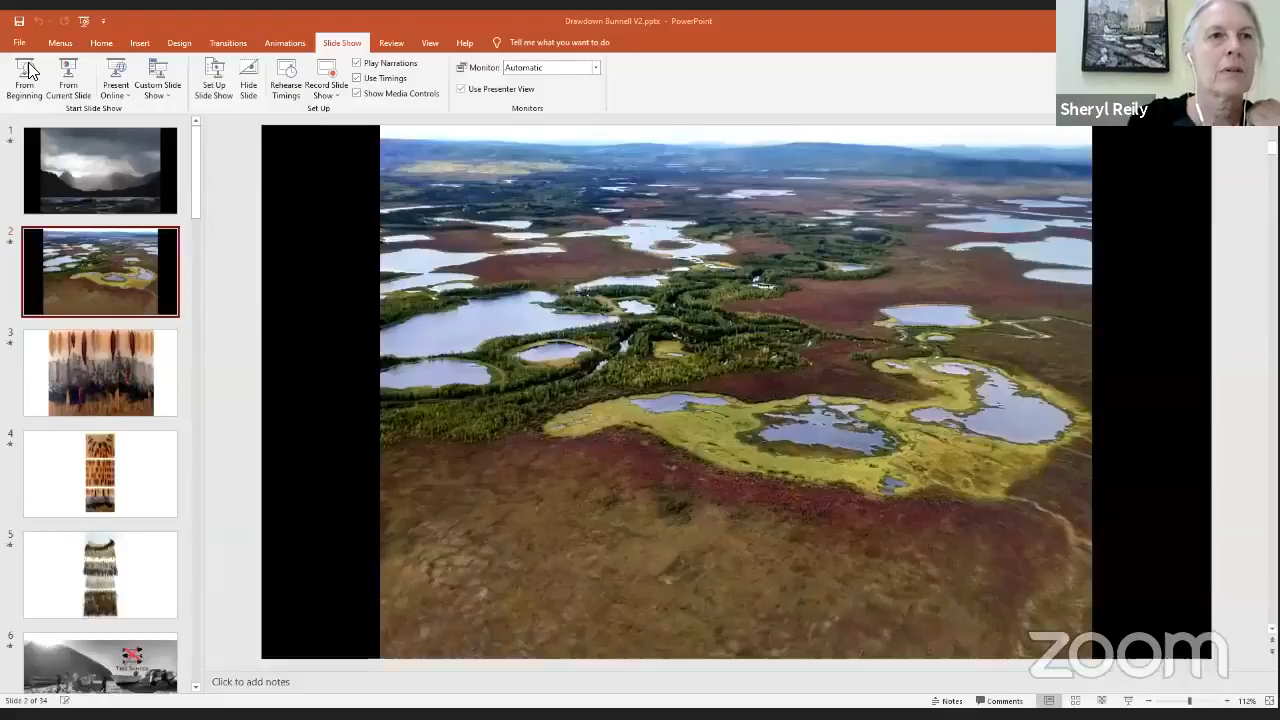 Drawdown Bunnell V2.pptx - PowerPoint
File Menus Home Insert Design Transitions Animations Slide Show Review View Help Tell me what you want to do
From Beginning
From Current Slide
Present Online
Custom Slide Show
Start Slide Show
Set Up Slide Show
Hide Slide
Rehearse Timings
Record Slide Show
Play Narrations
Use Timings
Show Media Controls
Set Up
Monitor: Automatic
Use Presenter View
Monitors
Sheryl Reily
1
2
3
4
5
6
zoom
Click to add notes
Slide 2 of 34
Notes Comments 112%